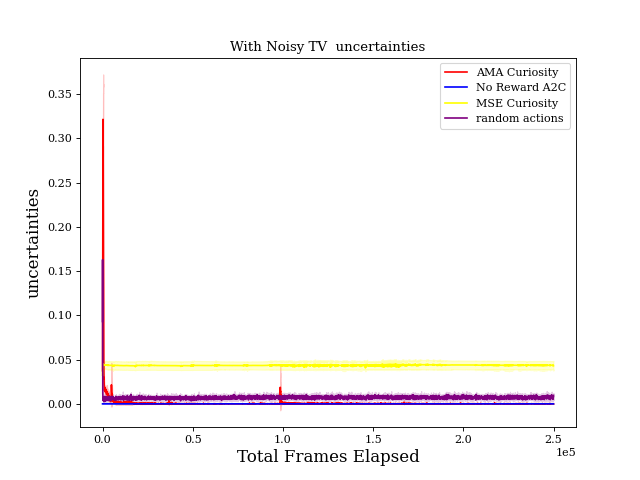 With Noisy TV  uncertainties
AMA Curiosity
No Reward A2C
MSE Curiosity
random actions
uncertainties
0.35
0.30
0.25
0.20
0.15
0.10
0.05
0.00
0.0 0.5 1.0 1.5 2.0 2.5
1e5
Total Frames Elapsed